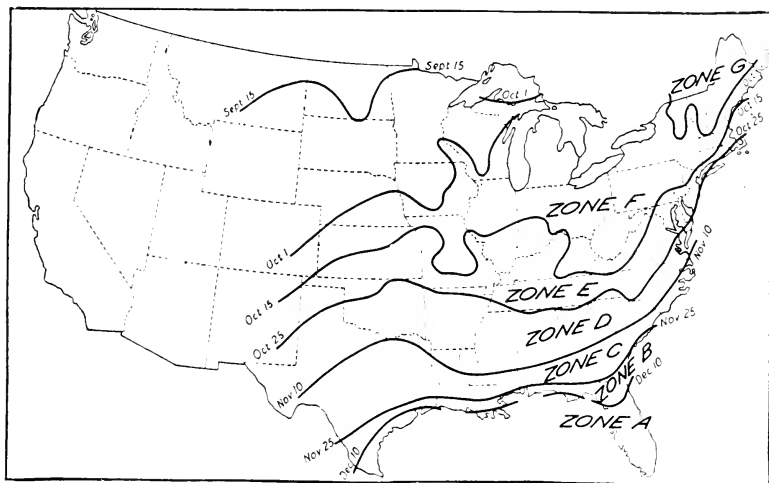 Sept 15
Sept 15
Oct 1
ZONE G
Oct 15
Oct 25
ZONE F
Oct 1
Oct 15
Oct 25
ZONE E
ZONE D
Nov 10
Nov 10
ZONE C
ZONE B
Nov 25
Dec 10
ZONE A
Nov 25
Dec 10